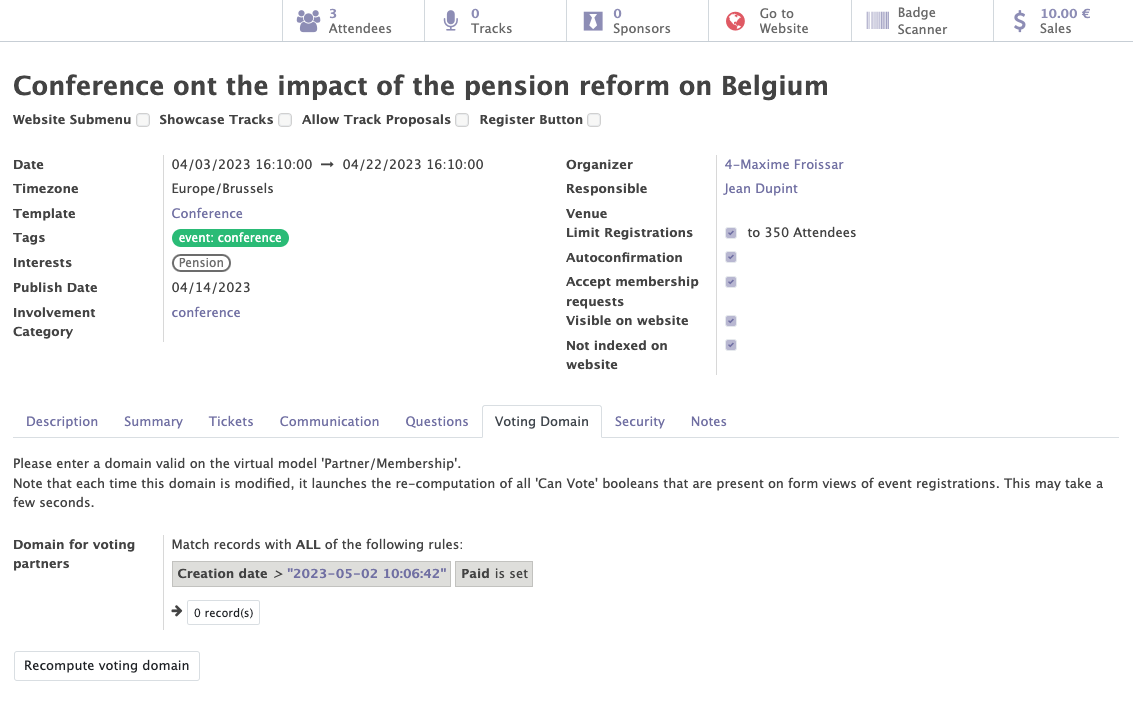 3 Attendees
0 Tracks
0 Sponsors
Go to Website
Badge Scanner
$ 10.00 € Sales
Conference ont the impact of the pension reform on Belgium
Website Submenu Showcase Tracks Allow Track Proposals Register Button
Date 04/03/2023 16:10:00 → 04/22/2023 16:10:00
Timezone Europe/Brussels
Template Conference
Tags event: conference
Interests Pension
Publish Date 04/14/2023
Involvement Category conference
Organizer 4-Maxime Froissar
Responsible Jean Dupint
Venue
Limit Registrations to 350 Attendees
Autoconfirmation
Accept membership
requests
Visible on website
Not indexed on
website
Description Summary Tickets Communication Questions Voting Domain Security Notes
Please enter a domain valid on the virtual model 'Partner/Membership'.
Note that each time this domain is modified, it launches the re-computation of all 'Can Vote' booleans that are present on form views of event registrations. This may take a
few seconds.
Domain for voting
partners
Match records with ALL of the following rules:
Creation date > "2023-05-02 10:06:42" Paid is set
→ 0 record(s)
Recompute voting domain